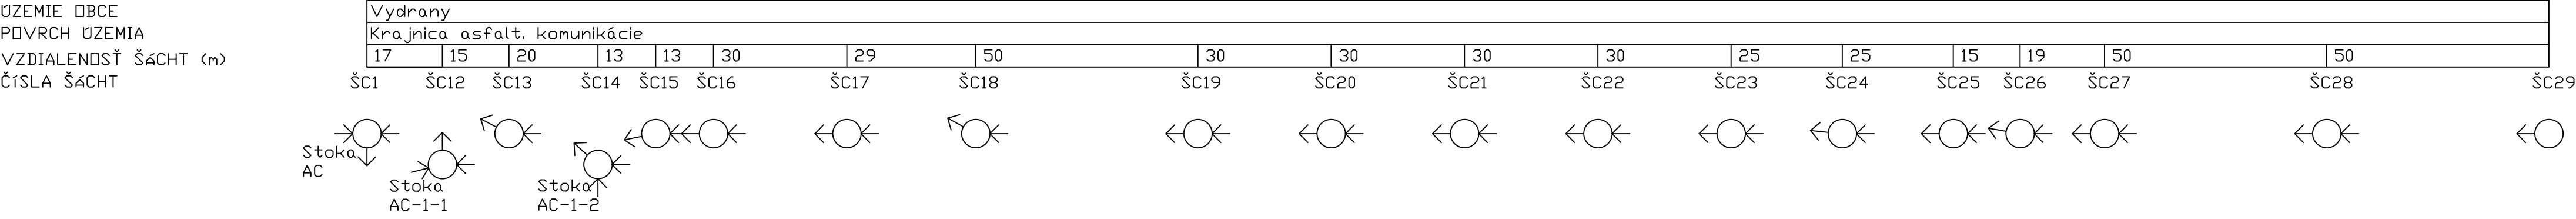 ÚZEMIE OBCE Vydrany
POVRCH ÚZEMIA Krajnica asfalt. komunikácie
VZDIALENOSŤ ŠÁCHT (m) 17 15 20 13 13 30 29 50 30 30 30 30 25 25 15 19 50 50
ČÍSLA ŠÁCHT ŠC1 ŠC12 ŠC13 ŠC14 ŠC15 ŠC16 ŠC17 ŠC18 ŠC19 ŠC20 ŠC21 ŠC22 ŠC23 ŠC24 ŠC25 ŠC26 ŠC27 ŠC28 ŠC29
Stoka
AC
Stoka
AC-1-1
Stoka
AC-1-2